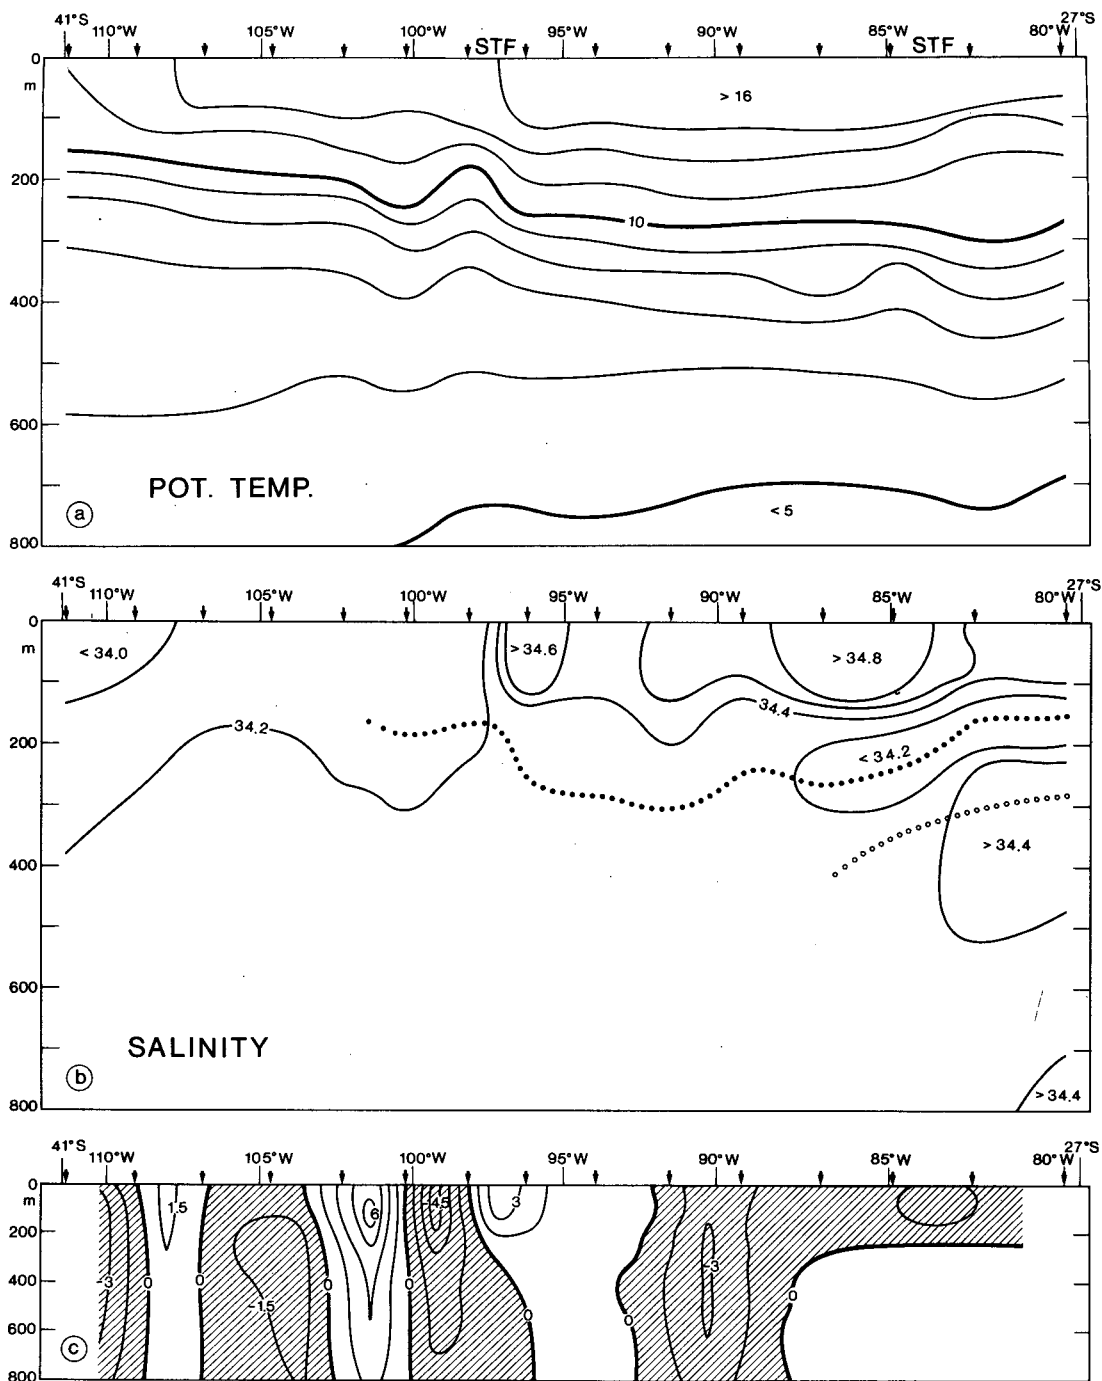 41°S 110°W 105°W 100°W STF 95°W 90°W 85°W STF 80°W 27°S
0
m
> 16
200
10
400
600
POT. TEMP.
a
< 5
800
41°S 110°W 105°W 100°W 95°W 90°W 85°W 80°W 27°S
0
m
< 34.0
> 34.6
> 34.8
34.2
34.4
200
< 34.2
> 34.4
400
600
SALINITY
b
> 34.4
800
41°S 110°W 105°W 100°W 95°W 90°W 85°W 80°W 27°S
0
m
1.5
6
-4.5
3
200
-3
-3 0 0 0 0 0
400
-1.5
0 0
600
c
800